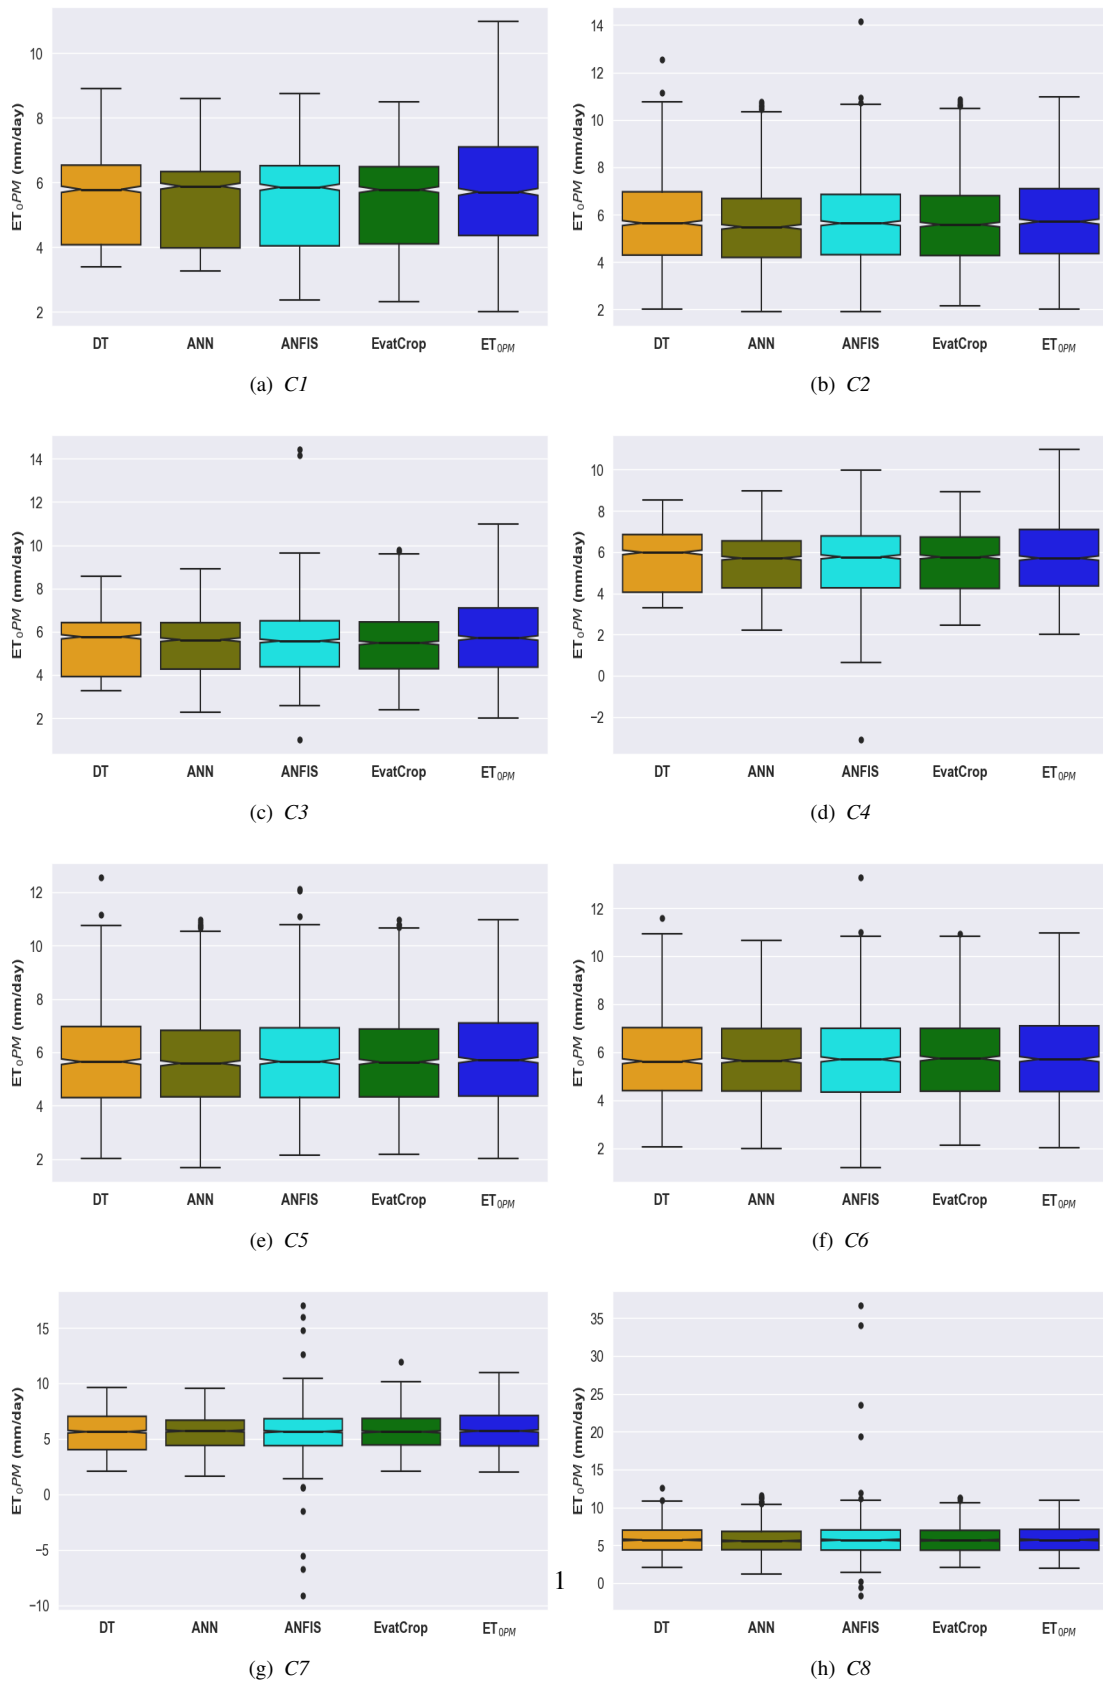 10
8
6
4
2
ET₀PM (mm/day)
DT ANN ANFIS EvatCrop ET₀PM
(a) C1
14
12
10
8
6
4
2
ET₀PM (mm/day)
DT ANN ANFIS EvatCrop ET₀PM
(b) C2
14
12
10
8
6
4
2
ET₀PM (mm/day)
DT ANN ANFIS EvatCrop ET₀PM
(c) C3
10
8
6
4
2
0
−2
ET₀PM (mm/day)
DT ANN ANFIS EvatCrop ET₀PM
(d) C4
12
10
8
6
4
2
ET₀PM (mm/day)
DT ANN ANFIS EvatCrop ET₀PM
(e) C5
12
10
8
6
4
2
ET₀PM (mm/day)
DT ANN ANFIS EvatCrop ET₀PM
(f) C6
15
10
5
0
−5
−10
ET₀PM (mm/day)
DT ANN ANFIS EvatCrop ET₀PM
(g) C7
35
30
25
20
15
10
5
0
ET₀PM (mm/day)
DT ANN ANFIS EvatCrop ET₀PM
(h) C8
1